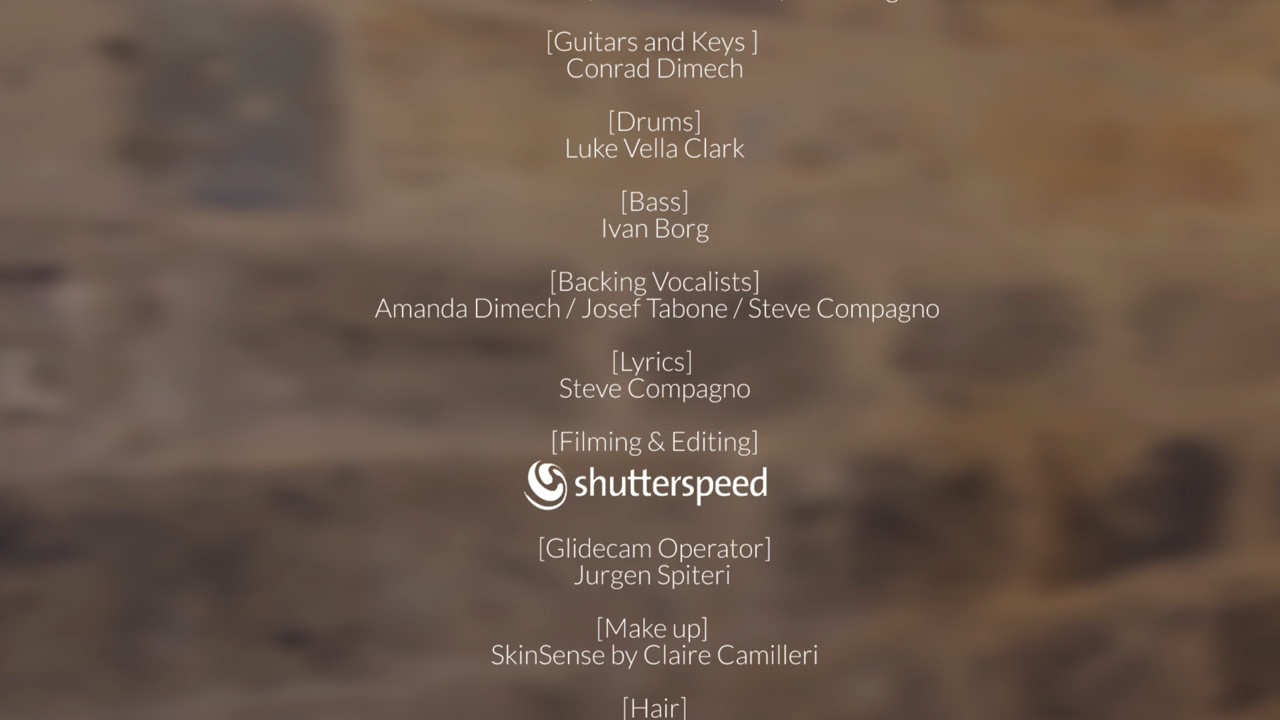 [Guitars and Keys ]
Conrad Dimech
[Drums]
Luke Vella Clark
[Bass]
Ivan Borg
[Backing Vocalists]
Amanda Dimech / Josef Tabone / Steve Compagno
[Lyrics]
Steve Compagno
[Filming & Editing]
shutterspeed
[Glidecam Operator]
Jurgen Spiteri
[Make up]
SkinSense by Claire Camilleri
[Hair]